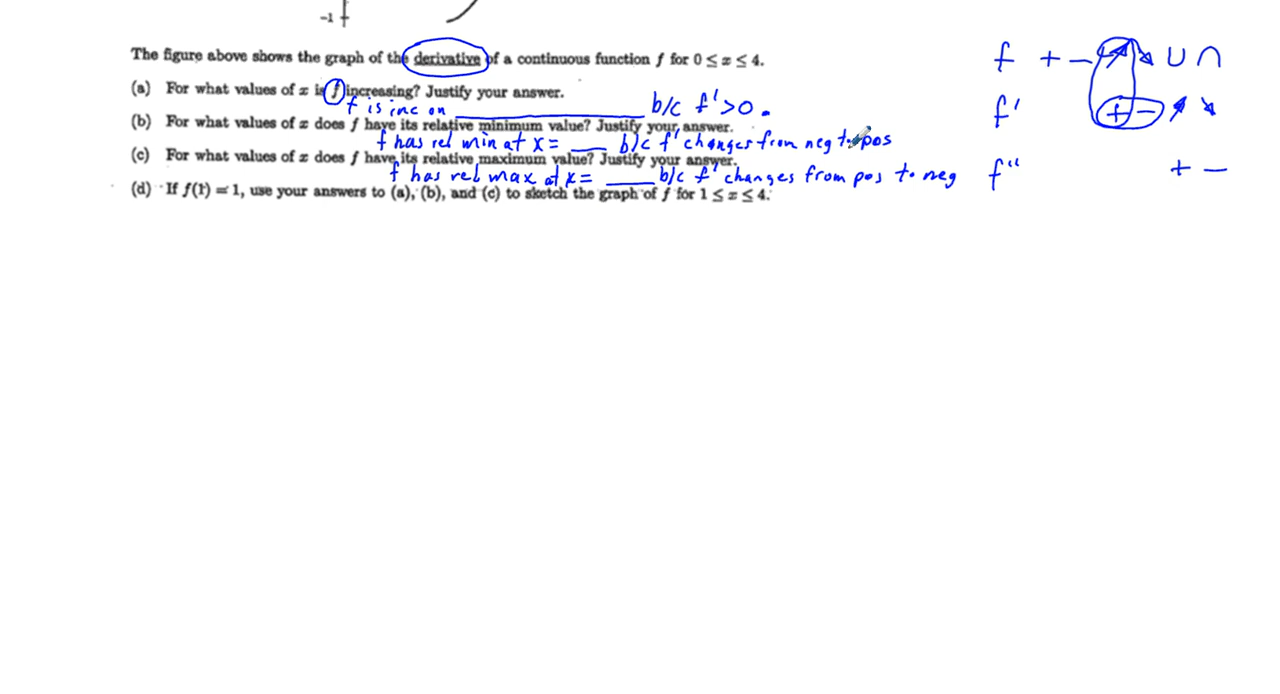 -1
The figure above shows the graph of the derivative of a continuous function f for 0 ≤ x ≤ 4.
f + − ↗ ↘ ∪ ∩
(a) For what values of x is f increasing? Justify your answer.
f is inc on ________ b/c f' > 0.
f' + − ↗ ↘
(b) For what values of x does f have its relative minimum value? Justify your answer.
f has rel min at x = ___ b/c f' changes from neg to pos
(c) For what values of x does f have its relative maximum value? Justify your answer.
f has rel max at x = ____ b/c f' changes from pos to neg
f" + −
(d) If f(1) = 1, use your answers to (a), (b), and (c) to sketch the graph of f for 1 ≤ x ≤ 4.